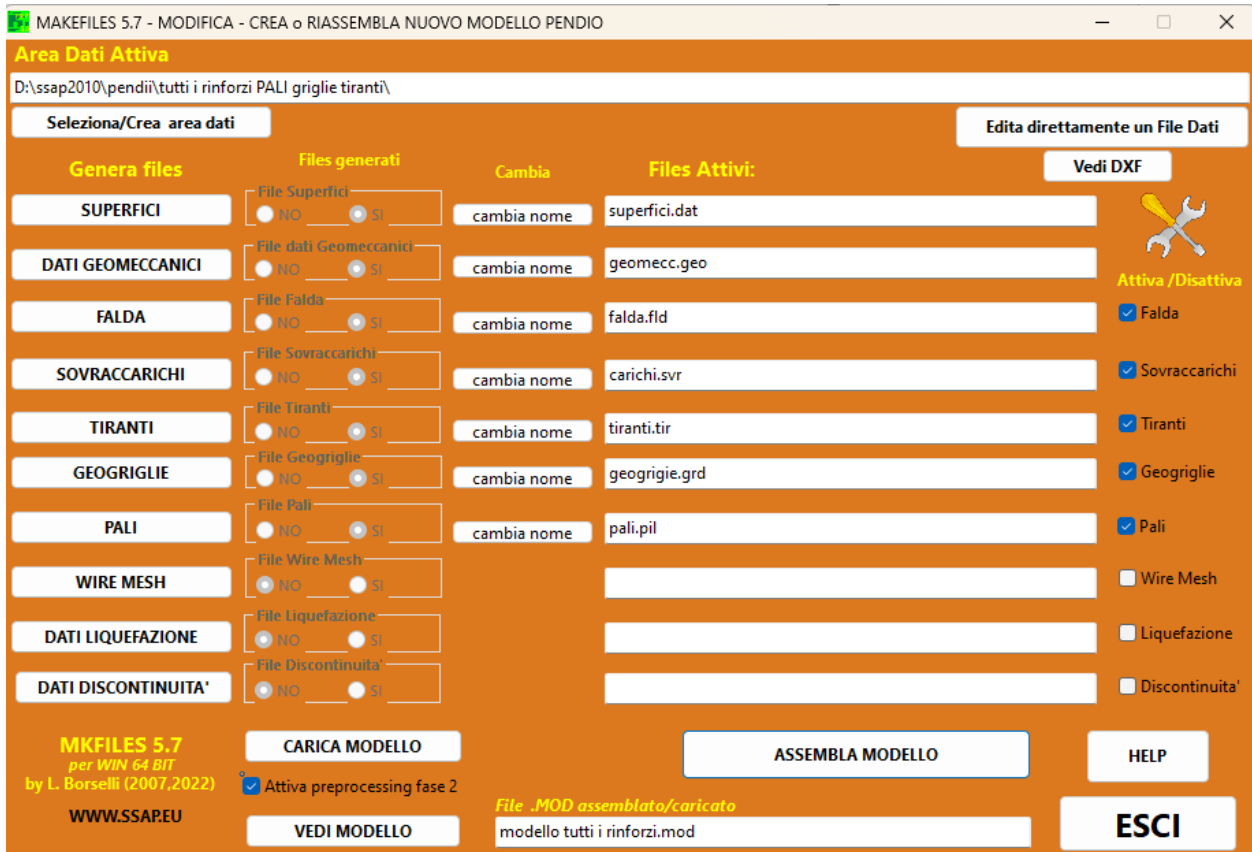 MAKEFILES 5.7 - MODIFICA - CREA o RIASSEMBLA NUOVO MODELLO PENDIO
Area Dati Attiva
D:\ssap2010\pendii\tutti i rinforzi PALI griglie tiranti\
Seleziona/Crea area dati
Edita direttamente un File Dati
Genera files
Files generati
Cambia
Files Attivi:
Vedi DXF
SUPERFICI
File Superfici
NO SI
cambia nome
superfici.dat
DATI GEOMECCANICI
File dati Geomeccanici
NO SI
cambia nome
geomecc.geo
Attiva /Disattiva
FALDA
File Falda
NO SI
cambia nome
falda.fld
Falda
SOVRACCARICHI
File Sovraccarichi
NO SI
cambia nome
carichi.svr
Sovraccarichi
TIRANTI
File Tiranti
NO SI
cambia nome
tiranti.tir
Tiranti
GEOGRIGLIE
File Geogriglie
NO SI
cambia nome
geogrigie.grd
Geogriglie
PALI
File Pali
NO SI
cambia nome
pali.pil
Pali
WIRE MESH
File Wire Mesh
NO SI
Wire Mesh
DATI LIQUEFAZIONE
File Liquefazione
NO SI
Liquefazione
DATI DISCONTINUITA'
File Discontinuita'
NO SI
Discontinuita'
MKFILES 5.7
per WIN 64 BIT
by L. Borselli (2007,2022)
WWW.SSAP.EU
CARICA MODELLO
Attiva preprocessing fase 2
VEDI MODELLO
ASSEMBLA MODELLO
HELP
File .MOD assemblato/caricato
modello tutti i rinforzi.mod
ESCI